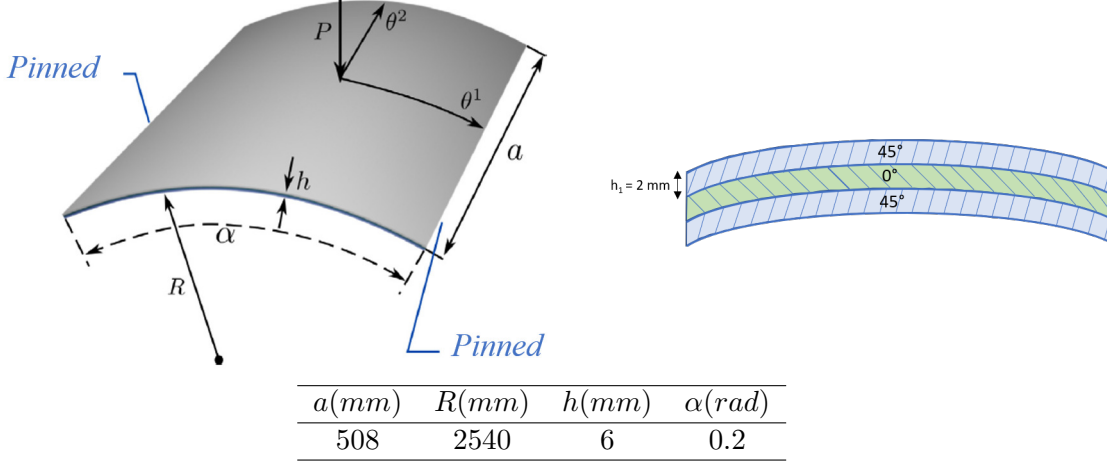 P
θ²
Pinned
θ¹
a
h
α
R
Pinned
45°
h₁ = 2 mm
0°
45°
a(mm) R(mm) h(mm) α(rad)
508 2540 6 0.2